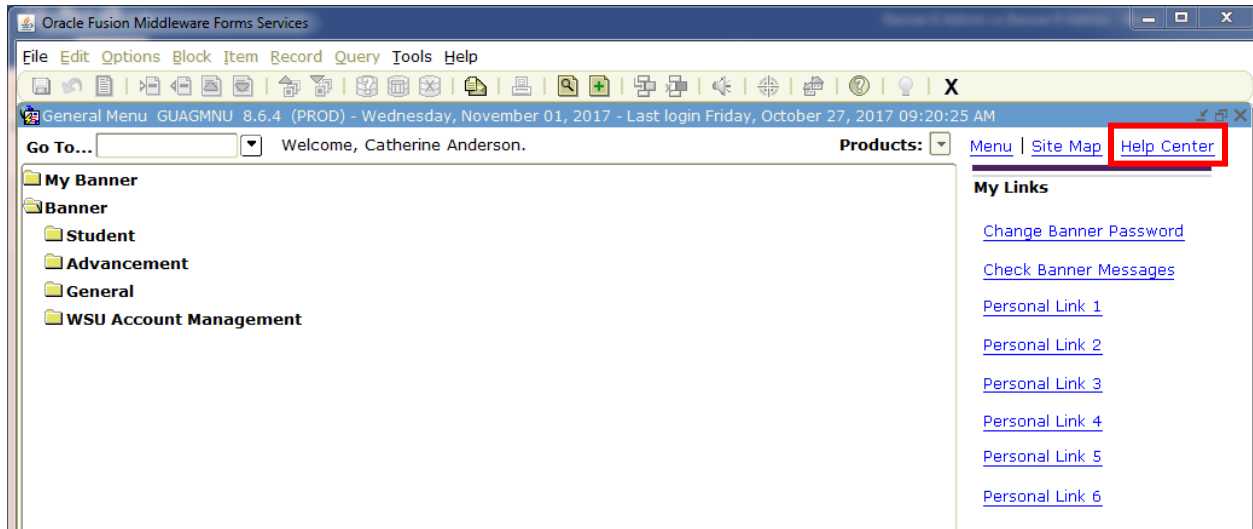 Oracle Fusion Middleware Forms Services
X
File Edit Options Block Item Record Query Tools Help
X
General Menu GUAGMNU 8.6.4 (PROD) - Wednesday, November 01, 2017 - Last login Friday, October 27, 2017 09:20:25 AM
Go To... Welcome, Catherine Anderson. Products: Menu | Site Map Help Center
My Banner
Banner
Student
Advancement
General
WSU Account Management
My Links
Change Banner Password
Check Banner Messages
Personal Link 1
Personal Link 2
Personal Link 3
Personal Link 4
Personal Link 5
Personal Link 6